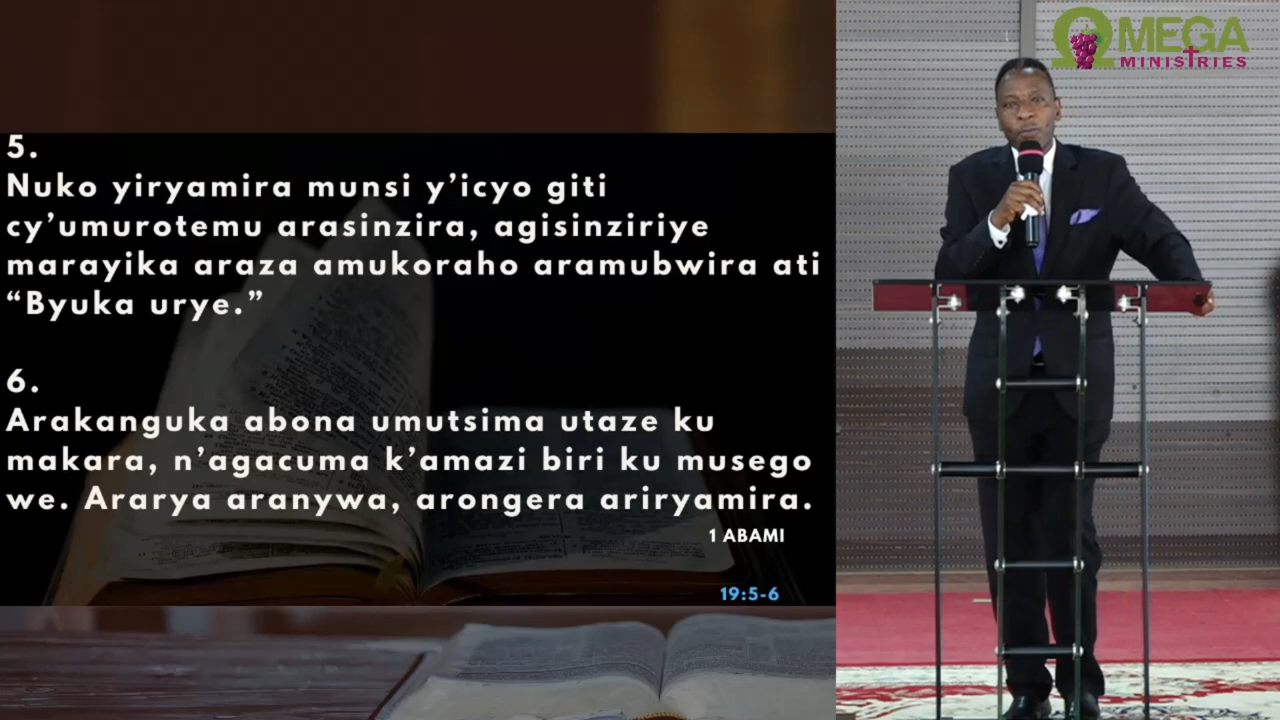 5.
Nuko yiryamira munsi y’icyo giti
cy’umurotemu arasinzira, agisinziriye
marayika araza amukoraho aramubwira ati
“Byuka urye.”
6.
Arakanguka abona umutsima utaze ku
makara, n’agacuma k’amazi biri ku musego
we. Ararya aranywa, arongera ariryamira.
1 ABAMI
19:5-6
ΩMEGA
MINISTRIES